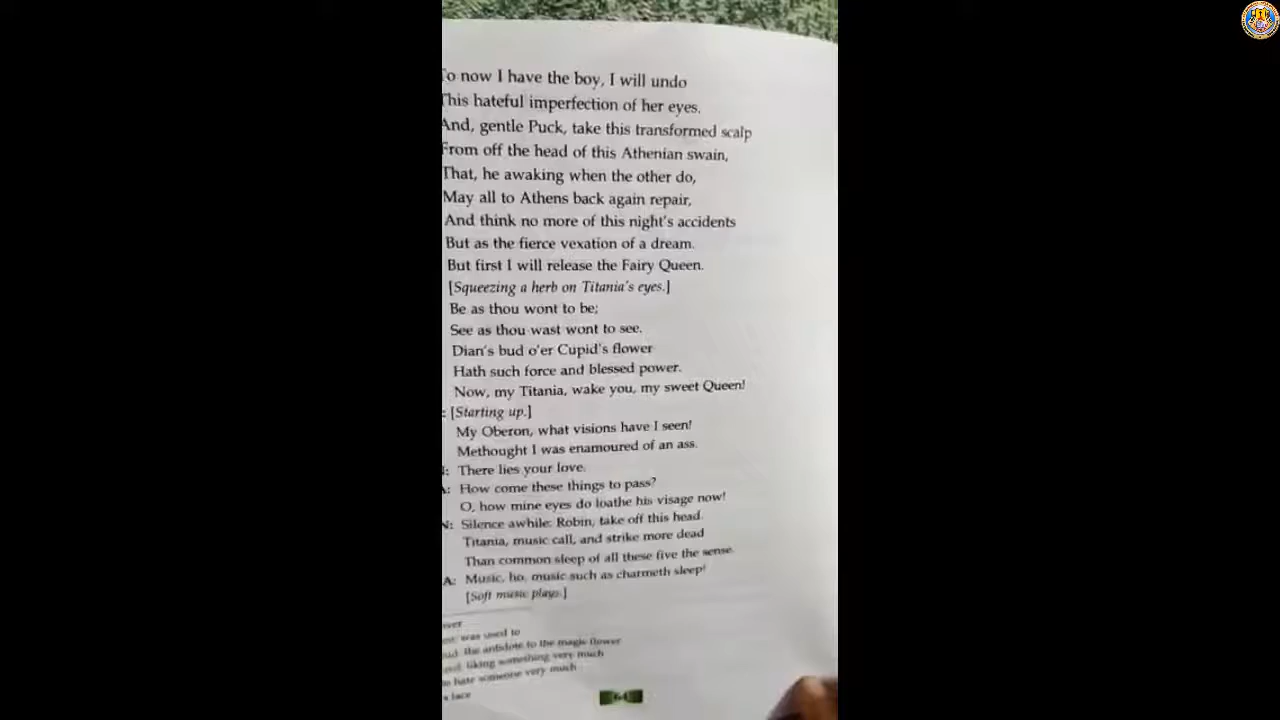 To now I have the boy, I will undo
This hateful imperfection of her eyes.
And, gentle Puck, take this transformed scalp
From off the head of this Athenian swain,
That, he awaking when the other do,
May all to Athens back again repair,
And think no more of this night's accidents
But as the fierce vexation of a dream.
But first I will release the Fairy Queen.
[Squeezing a herb on Titania's eyes.]
Be as thou wont to be;
See as thou wast wont to see.
Dian's bud o'er Cupid's flower
Hath such force and blessed power.
Now, my Titania, wake you, my sweet Queen!
: [Starting up.]
My Oberon, what visions have I seen!
Methought I was enamoured of an ass.
N: There lies your love.
A: How come these things to pass?
O, how mine eyes do loathe his visage now!
N: Silence awhile: Robin, take off this head.
Titania, music call, and strike more dead
Than common sleep of all these five the sense.
A: Music, ho, music such as charmeth sleep!
[Soft music plays.]
was used to
the antidote to the magic flower
liking something very much
hate someone very much
face
64